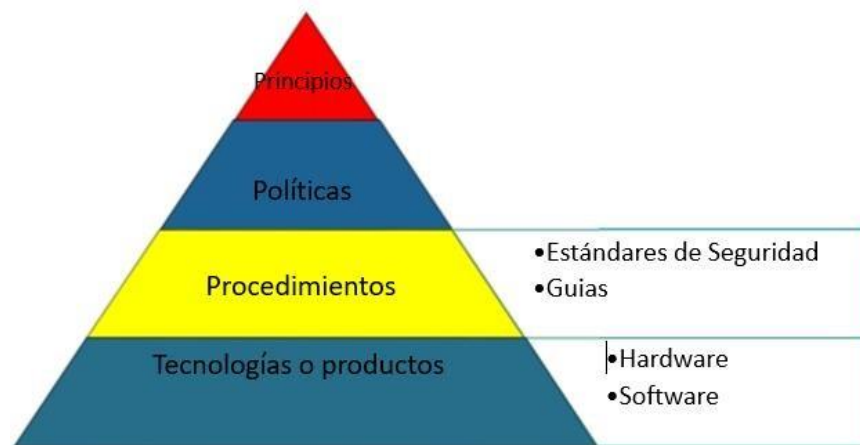 Principios
Políticas
Procedimientos
•Estándares de Seguridad
•Guias
Tecnologías o productos
•Hardware
•Software